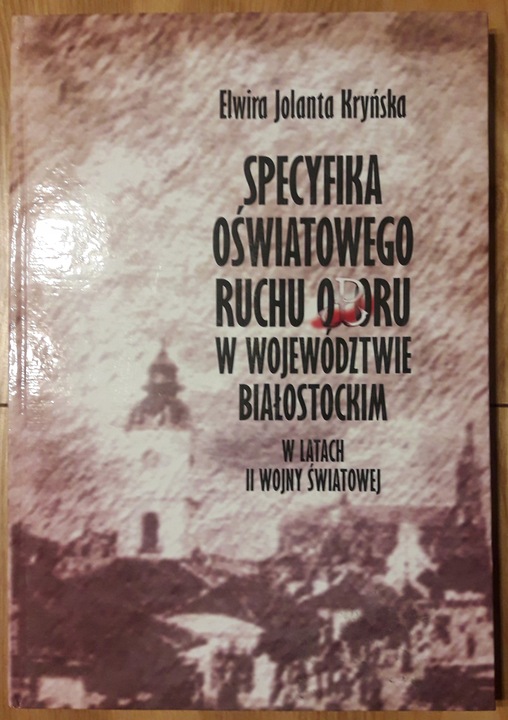 Elwira Jolanta Kryńska
SPECYFIKA
OŚWIATOWEGO
RUCHU OPORU
W WOJEWÓDZTWIE
BIAŁOSTOCKIM
W LATACH
II WOJNY ŚWIATOWEJ